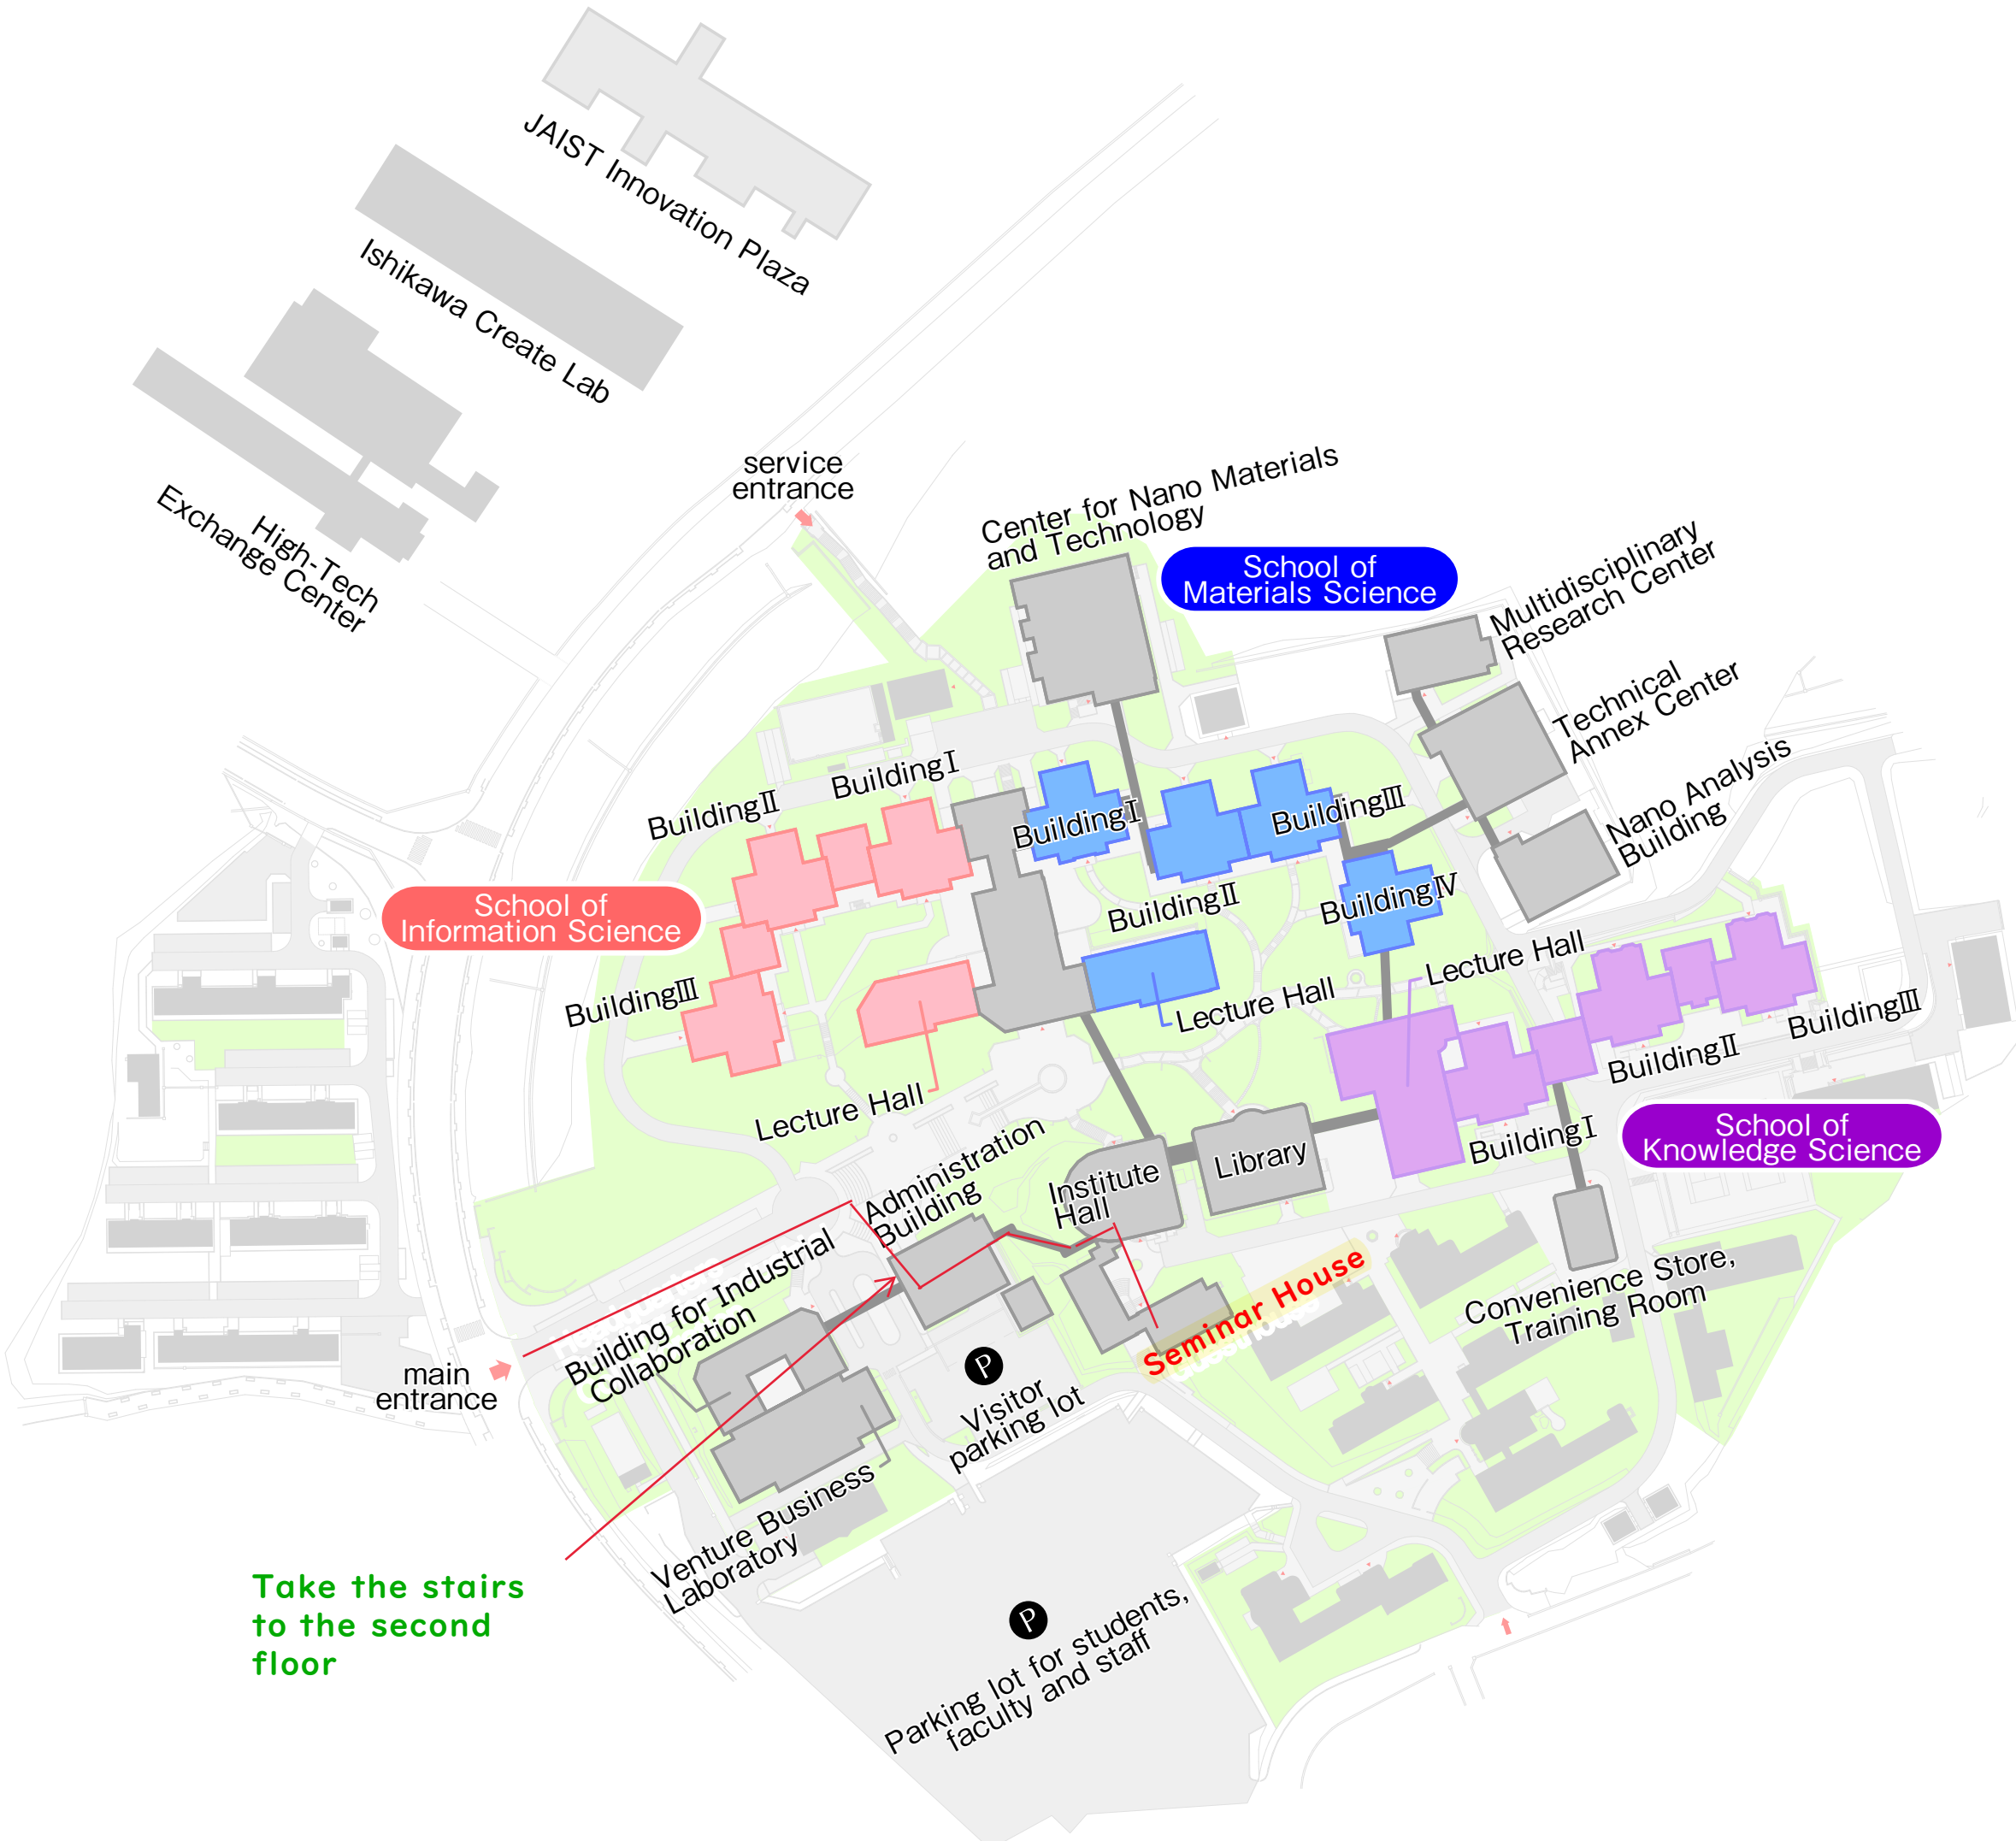 JAIST Innovation Plaza
Ishikawa Create Lab
High-Tech
Exchange Center
service
entrance
Center for Nano Materials
and Technology
School of
Materials Science
Multidisciplinary
Research Center
Technical
Annex Center
Nano Analysis
Building
BuildingⅠ
BuildingⅡ
BuildingⅢ
School of
Information Science
Lecture Hall
BuildingⅠ
BuildingⅡ
BuildingⅢ
BuildingⅣ
Lecture Hall
Lecture Hall
BuildingⅠ
BuildingⅡ
BuildingⅢ
School of
Knowledge Science
Administration
Building
Institute
Hall
Library
Building for Industrial
Collaboration
main
entrance
Seminar House
Convenience Store,
Training Room
P
Visitor
parking lot
Venture Business
Laboratory
Take the stairs
to the second
floor
P
Parking lot for students,
faculty and staff